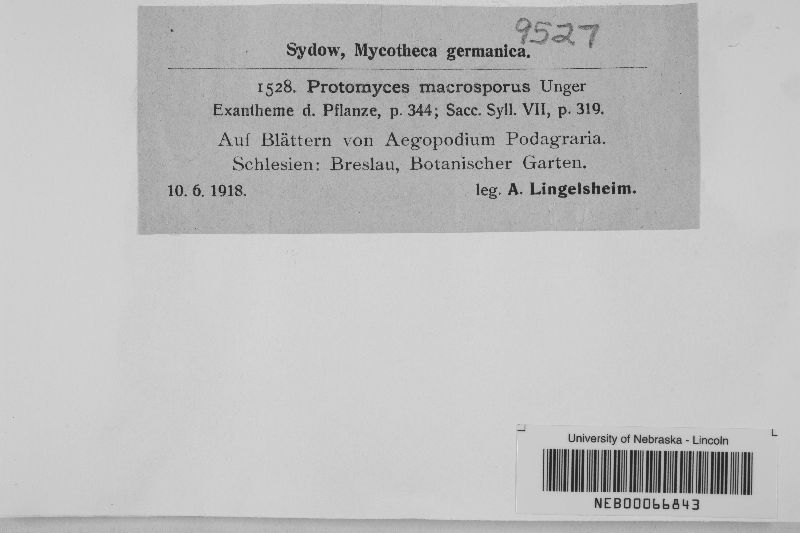 9527
Sydow, Mycotheca germanica.
1528. Protomyces macrosporus Unger
Exantheme d. Pflanze, p. 344; Sacc. Syll. VII, p. 319.
Auf Blättern von Aegopodium Podagraria.
Schlesien: Breslau, Botanischer Garten.
10. 6. 1918. leg. A. Lingelsheim.
University of Nebraska - Lincoln
NEB00066843